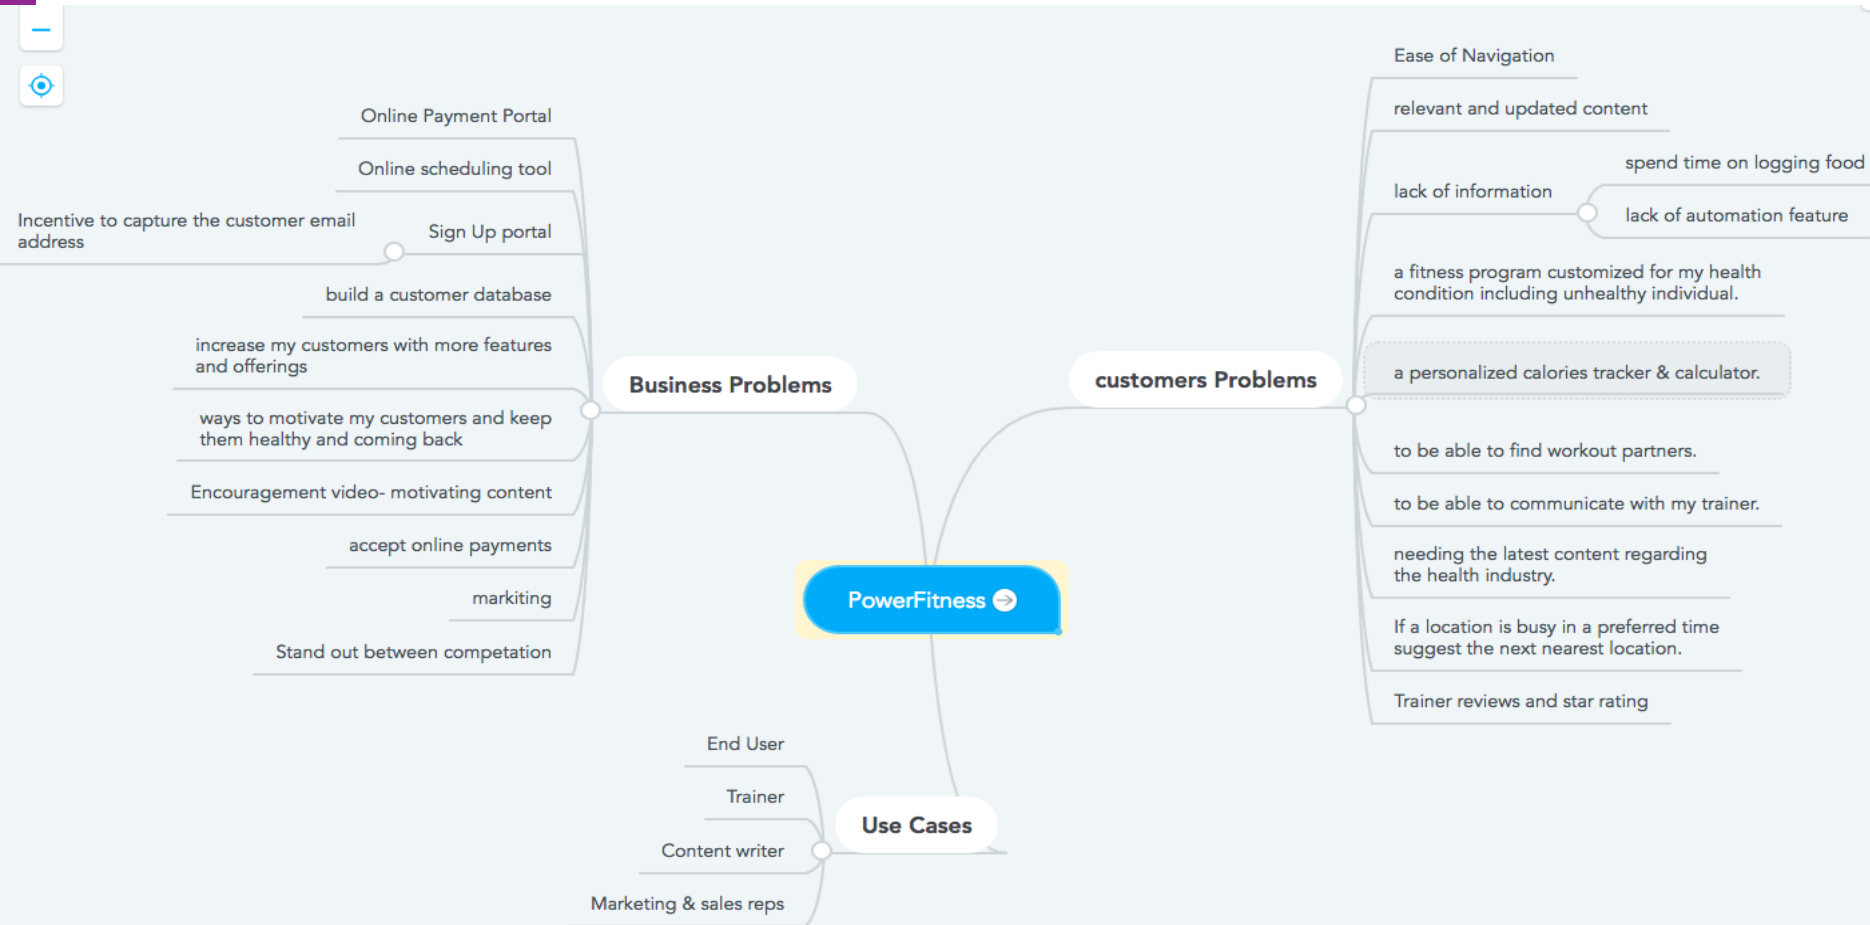 Online Payment Portal
Online scheduling tool
Incentive to capture the customer email
address
Sign Up portal
build a customer database
increase my customers with more features
and offerings
ways to motivate my customers and keep
them healthy and coming back
Encouragement video- motivating content
accept online payments
markiting
Stand out between competation
Business Problems
customers Problems
Ease of Navigation
relevant and updated content
lack of information
spend time on logging food
lack of automation feature
a fitness program customized for my health
condition including unhealthy individual.
a personalized calories tracker & calculator.
to be able to find workout partners.
to be able to communicate with my trainer.
needing the latest content regarding
the health industry.
If a location is busy in a preferred time
suggest the next nearest location.
Trainer reviews and star rating
PowerFitness
Use Cases
End User
Trainer
Content writer
Marketing & sales reps